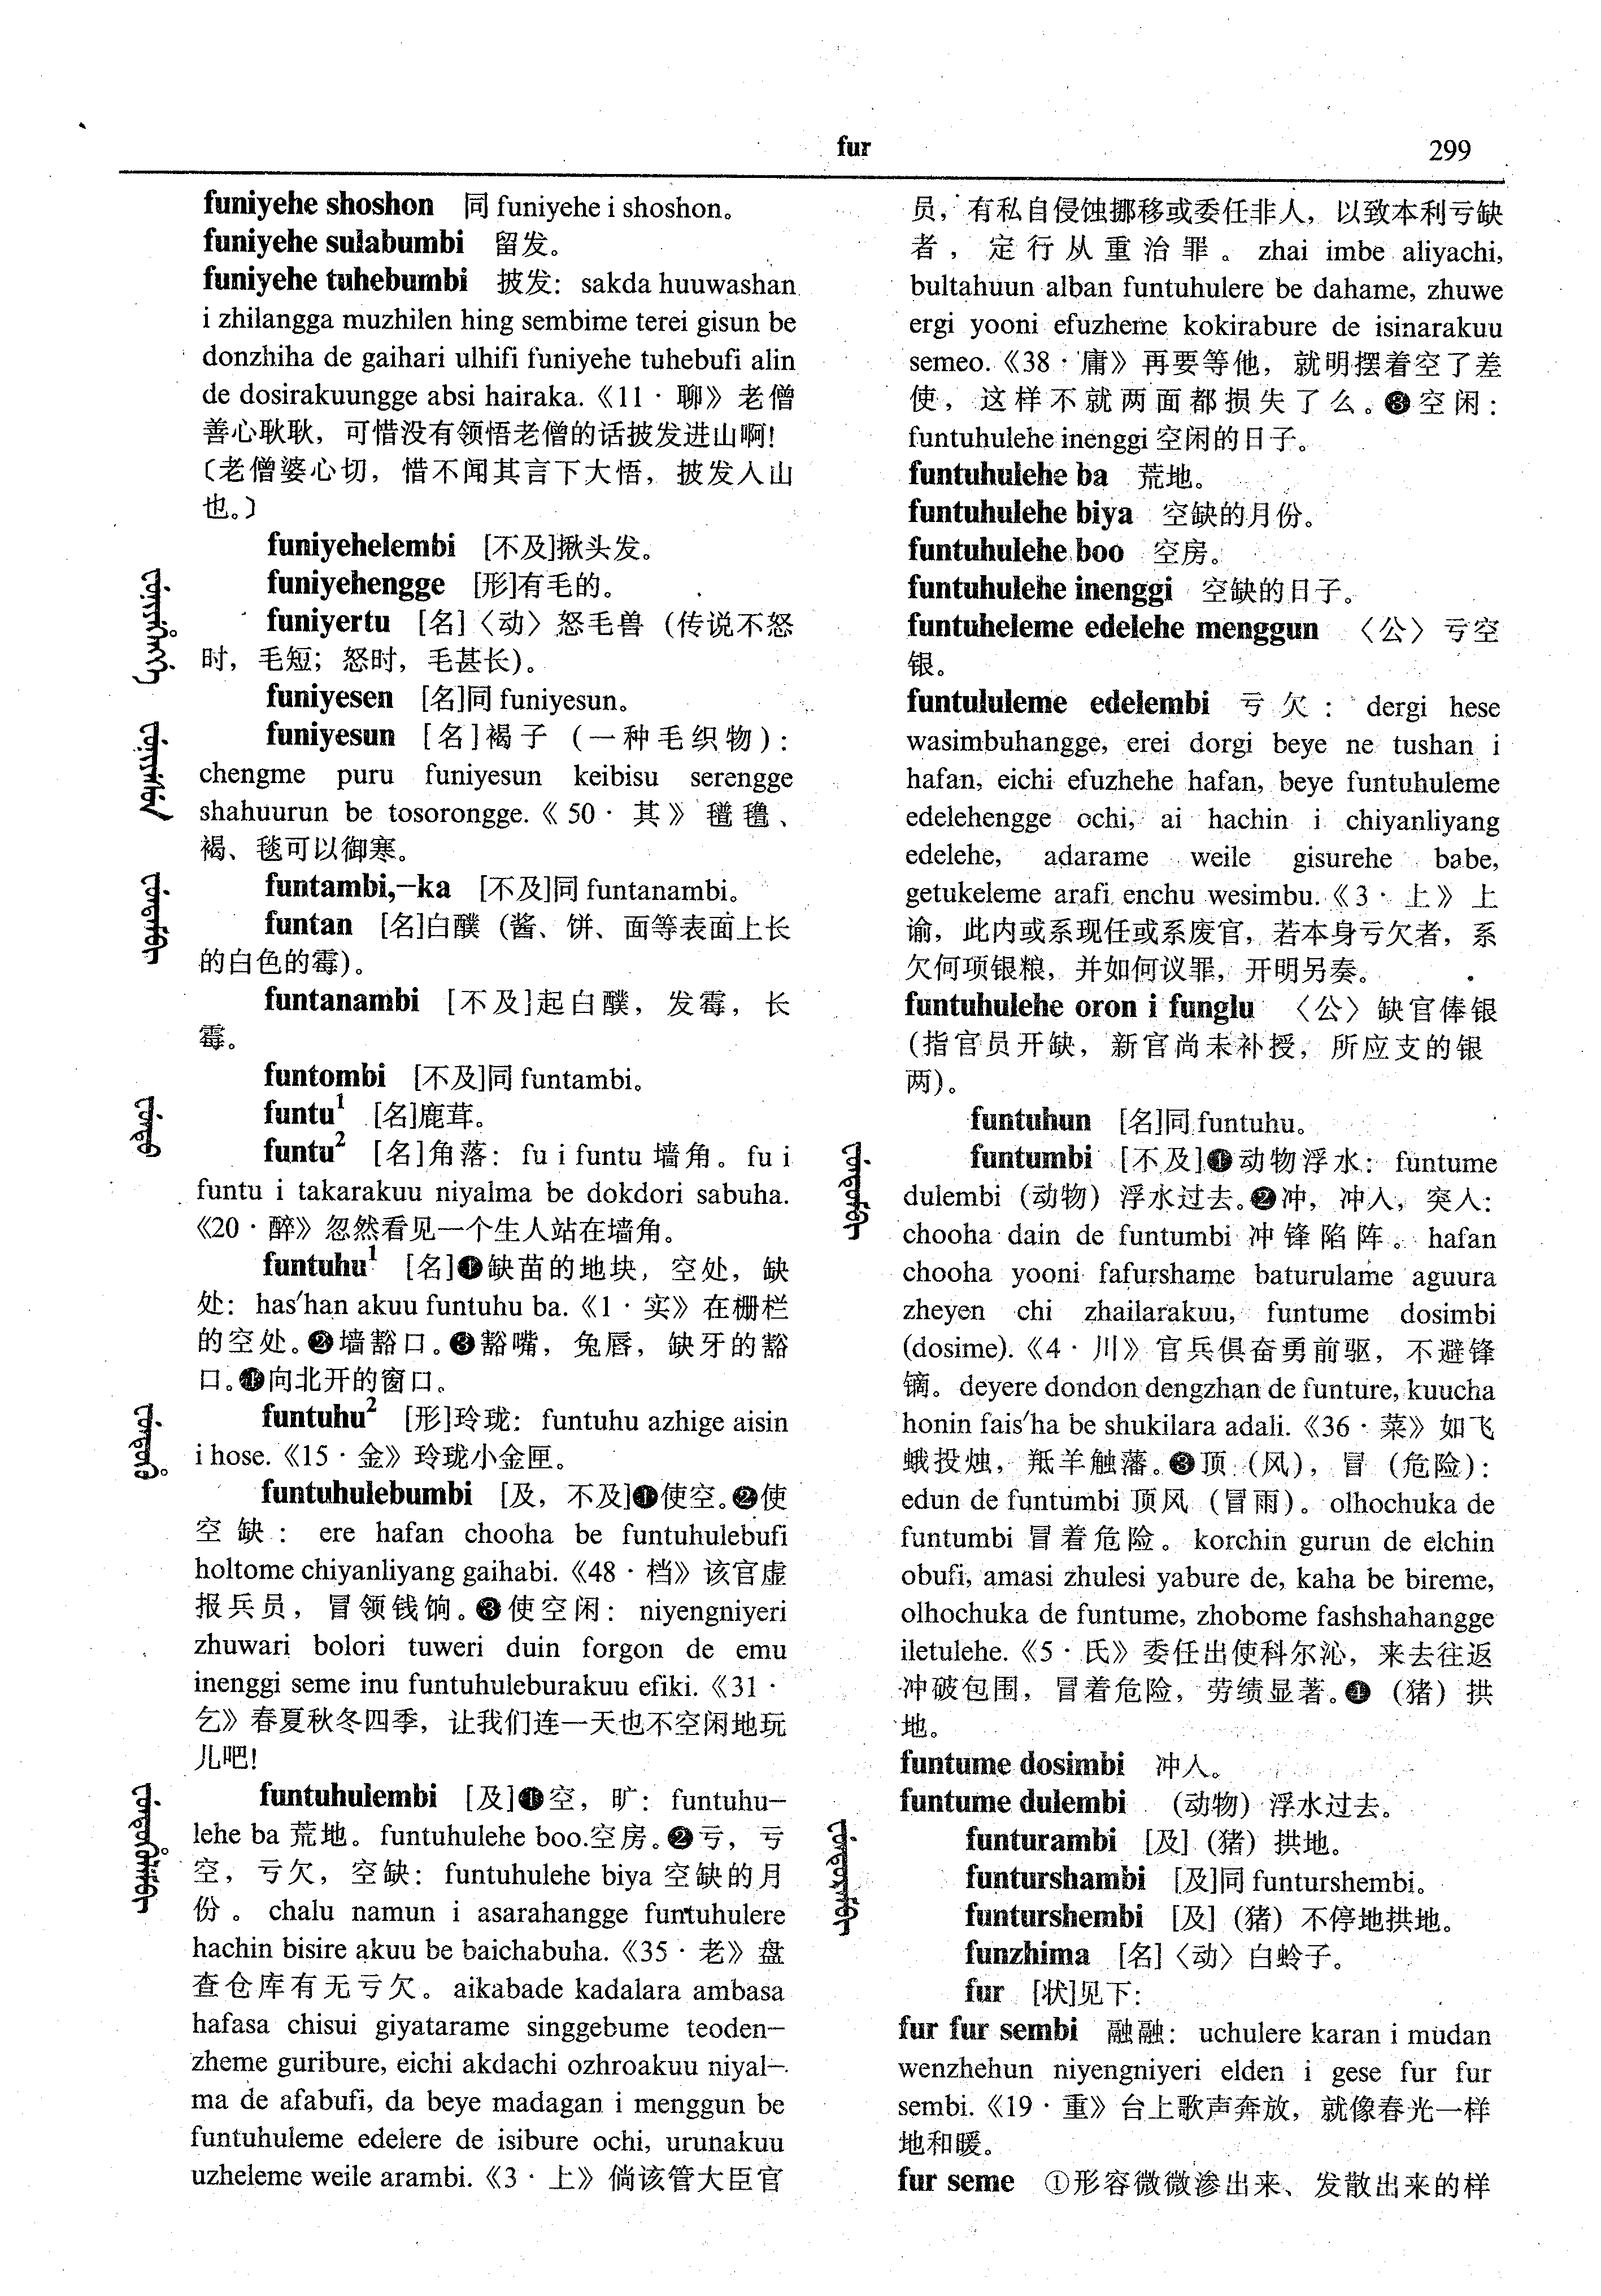 fur
299
funiyehe shoshon 同 funiyehe i shoshon。
funiyehe sulabumbi 留发。
funiyehe tuhebumbi 披发：sakda huuwashan
i zhilangga muzhilen hing sembime terei gisun be
donzhiha de gaihari ulhifi funiyehe tuhebufi alin
de dosirakuungge absi hairaka.《11·聊》老僧
善心耿耿，可惜没有领悟老僧的话披发进山啊！
〔老僧婆心切，惜不闻其言下大悟，披发入山
也。〕
funiyehelembi [不及]揪头发。
funiyehengge [形]有毛的。
funiyertu [名]〈动〉怒毛兽（传说不怒
时，毛短；怒时，毛甚长）。
funiyesen [名]同 funiyesun。
funiyesun [名]褐子（一种毛织物）：
chengme puru funiyesun keibisu serengge
shahuurun be tosorongge.《50·其》氆氇、
褐、毯可以御寒。
funtambi,-ka [不及]同 funtanambi。
funtan [名]白醭（酱、饼、面等表面上长
的白色的霉）。
funtanambi [不及]起白醭，发霉，长
霉。
funtombi [不及]同 funtambi。
funtu¹ [名]鹿茸。
funtu² [名]角落：fu i funtu 墙角。fu i
funtu i takarakuu niyalma be dokdori sabuha.
《20·醉》忽然看见一个生人站在墙角。
funtuhu¹ [名]❶缺苗的地块，空处，缺
处：has'han akuu funtuhu ba.《1·实》在栅栏
的空处。❷墙豁口。❸豁嘴，兔唇，缺牙的豁
口。❹向北开的窗口。
funtuhu² [形]玲珑：funtuhu azhige aisin
i hose.《15·金》玲珑小金匣。
funtuhulebumbi [及，不及]❶使空。❷使
空缺：ere hafan chooha be funtuhulebufi
holtome chiyanliyang gaihabi.《48·档》该官虚
报兵员，冒领钱饷。❸使空闲：niyengniyeri
zhuwari bolori tuweri duin forgon de emu
inenggi seme inu funtuhuleburakuu efiki.《31·
乞》春夏秋冬四季，让我们连一天也不空闲地玩
儿吧！
funtuhulembi [及]❶空，旷：funtuhu-
lehe ba 荒地。funtuhulehe boo.空房。❷亏，亏
空，亏欠，空缺：funtuhulehe biya 空缺的月
份。chalu namun i asarahangge funtuhulere
hachin bisire akuu be baichabuha.《35·老》盘
查仓库有无亏欠。aikabade kadalara ambasa
hafasa chisui giyatarame singgebume teoden-
zheme guribure, eichi akdachi ozhroakuu niyal-
ma de afabufi, da beye madagan i menggun be
funtuhuleme edelere de isibure ochi, urunakuu
uzheleme weile arambi.《3·上》倘该管大臣官
员，有私自侵蚀挪移或委任非人，以致本利亏缺
者，定行从重治罪。zhai imbe aliyachi,
bultahuun alban funtuhulere be dahame, zhuwe
ergi yooni efuzheme kokirabure de isinarakuu
semeo.《38·庸》再要等他，就明摆着空了差
使，这样不就两面都损失了么。❸空闲：
funtuhulehe inenggi 空闲的日子。
funtuhulehe ba 荒地。
funtuhulehe biya 空缺的月份。
funtuhulehe boo 空房。
funtuhulehe inenggi 空缺的日子。
funtuheleme edelehe menggun 〈公〉亏空
银。
funtululeme edelembi 亏欠：dergi hese
wasimbuhangge, erei dorgi beye ne tushan i
hafan, eichi efuzhehe hafan, beye funtuhuleme
edelehengge ochi, ai hachin i chiyanliyang
edelehe, adarame weile gisurehe babe,
getukeleme arafi enchu wesimbu.《3·上》上
谕，此内或系现任或系废官，若本身亏欠者，系
欠何项银粮，并如何议罪，开明另奏。
funtuhulehe oron i funglu 〈公〉缺官俸银
（指官员开缺，新官尚未补授，所应支的银
两）。
funtuhun [名]同 funtuhu。
funtumbi [不及]❶动物浮水：funtume
dulembi（动物）浮水过去。❷冲，冲入，突入：
chooha dain de funtumbi 冲锋陷阵。hafan
chooha yooni fafurshame baturulame aguura
zheyen chi zhailarakuu, funtume dosimbi
(dosime).《4·川》官兵俱奋勇前驱，不避锋
镝。deyere dondon dengzhan de funture, kuucha
honin fais'ha be shukilara adali.《36·菜》如飞
蛾投烛，羝羊触藩。❸顶（风），冒（危险）：
edun de funtumbi 顶风（冒雨）。olhochuka de
funtumbi 冒着危险。korchin gurun de elchin
obufi, amasi zhulesi yabure de, kaha be bireme,
olhochuka de funtume, zhobome fashshahangge
iletulehe.《5·氏》委任出使科尔沁，来去往返
冲破包围，冒着危险，劳绩显著。❹（猪）拱
地。
funtume dosimbi 冲入。
funtume dulembi （动物）浮水过去。
funturambi [及]（猪）拱地。
funturshambi [及]同 funturshembi。
funturshembi [及]（猪）不停地拱地。
funzhima [名]〈动〉白蛉子。
fur [状]见下：
fur fur sembi 融融：uchulere karan i mudan
wenzhehun niyengniyeri elden i gese fur fur
sembi.《19·重》台上歌声奔放，就像春光一样
地和暖。
fur seme ①形容微微渗出来、发散出来的样